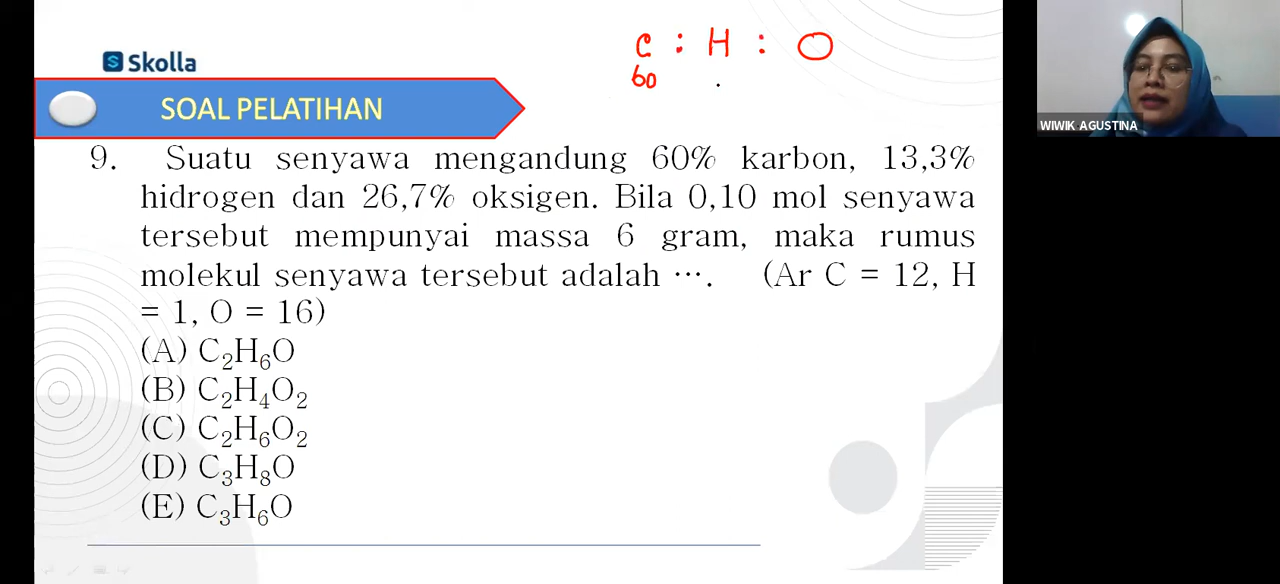 C : H : O
60
Skolla
SOAL PELATIHAN
WIWIK AGUSTINA
9. Suatu senyawa mengandung 60% karbon, 13,3%
hidrogen dan 26,7% oksigen. Bila 0,10 mol senyawa
tersebut mempunyai massa 6 gram, maka rumus
molekul senyawa tersebut adalah …. (Ar C = 12, H
= 1, O = 16)
(A) C₂H₆O
(B) C₂H₄O₂
(C) C₂H₆O₂
(D) C₃H₈O
(E) C₃H₆O